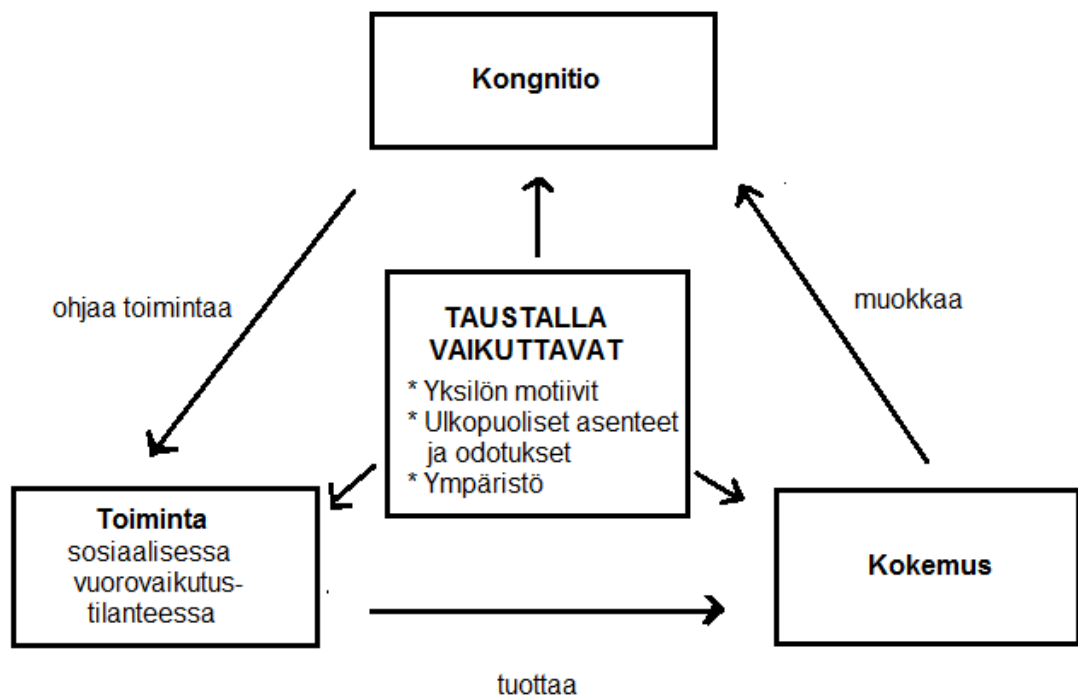 Kongnitio
ohjaa toimintaa
muokkaa
TAUSTALLA
VAIKUTTAVAT
* Yksilön motiivit
* Ulkopuoliset asenteet
ja odotukset
* Ympäristö
Toiminta
sosiaalisessa
vuorovaikutus-
tilanteessa
Kokemus
tuottaa